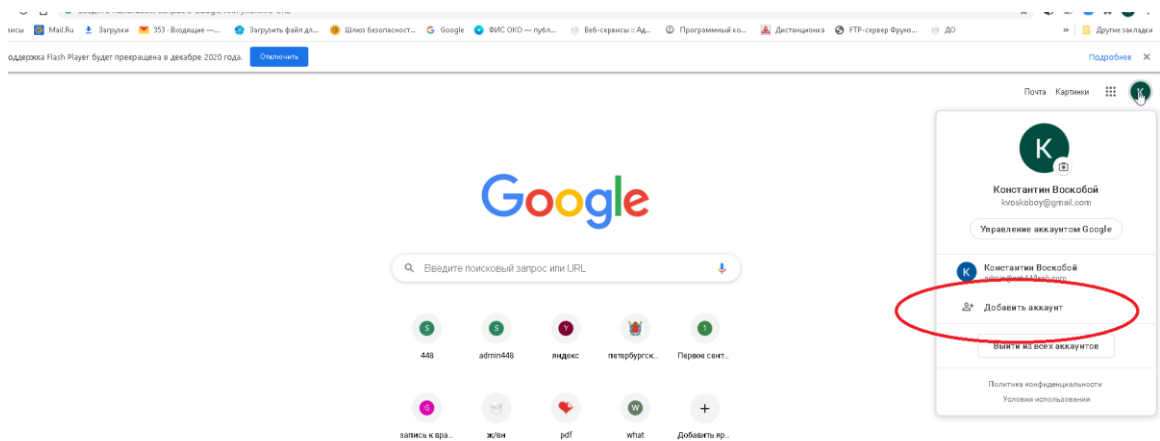 Mail.Ru
Загрузки
353 - Входящие —...
Загрузить файл дл...
Шлюз безопасност...
Google
ФИС ОКО — публ...
Веб-сервисы :: Ад...
Программный ко...
Дистанционка
FTP-сервер Фрун...
ДО
»
Другие закладки
оддержка Flash Player будет прекращена в декабре 2020 года.
Отключить
Подробнее
Почта
Картинки
K
K
Константин Воскобой
kvoskoboy@gmail.com
Управление аккаунтом Google
Google
K
Константин Воскобой
Введите поисковый запрос или URL
Добавить аккаунт
S
S
Y
1
448
admin448
яндекс
петербургск...
Первое сент...
Выйти из всех аккаунтов
Политика конфиденциальности
Условия использования
G
W
запись к вра...
ж/вн
pdf
what
Добавить яр...